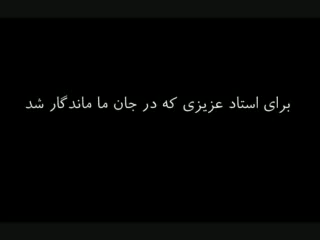 برای استاد عزیزی که در جان ما ماندگار شد